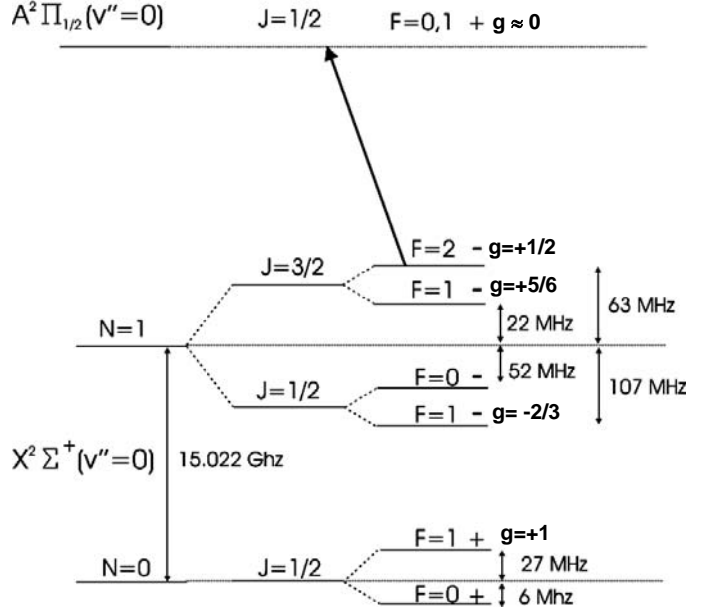 A²Π₁/₂(v″=0) J=1/2 F=0,1 + g ≈ 0
F=2 - g=+1/2
J=3/2
F=1 - g=+5/6
63 MHz
22 MHz
N=1
52 MHz
F=0 -
107 MHz
J=1/2
F=1 - g= -2/3
X²Σ⁺(v″=0) 15.022 Ghz
F=1 + g=+1
27 MHz
N=0 J=1/2
F=0 + 6 Mhz